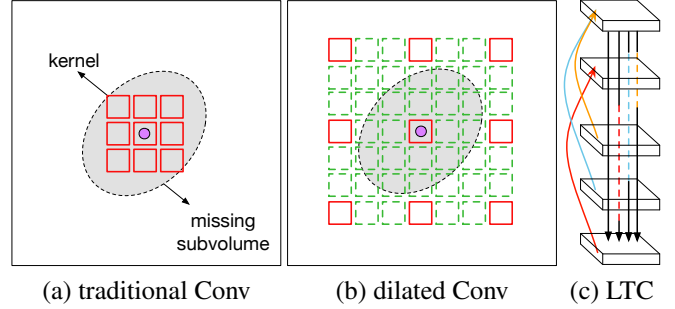 kernel
missing
subvolume
(a) traditional Conv
(b) dilated Conv
(c) LTC